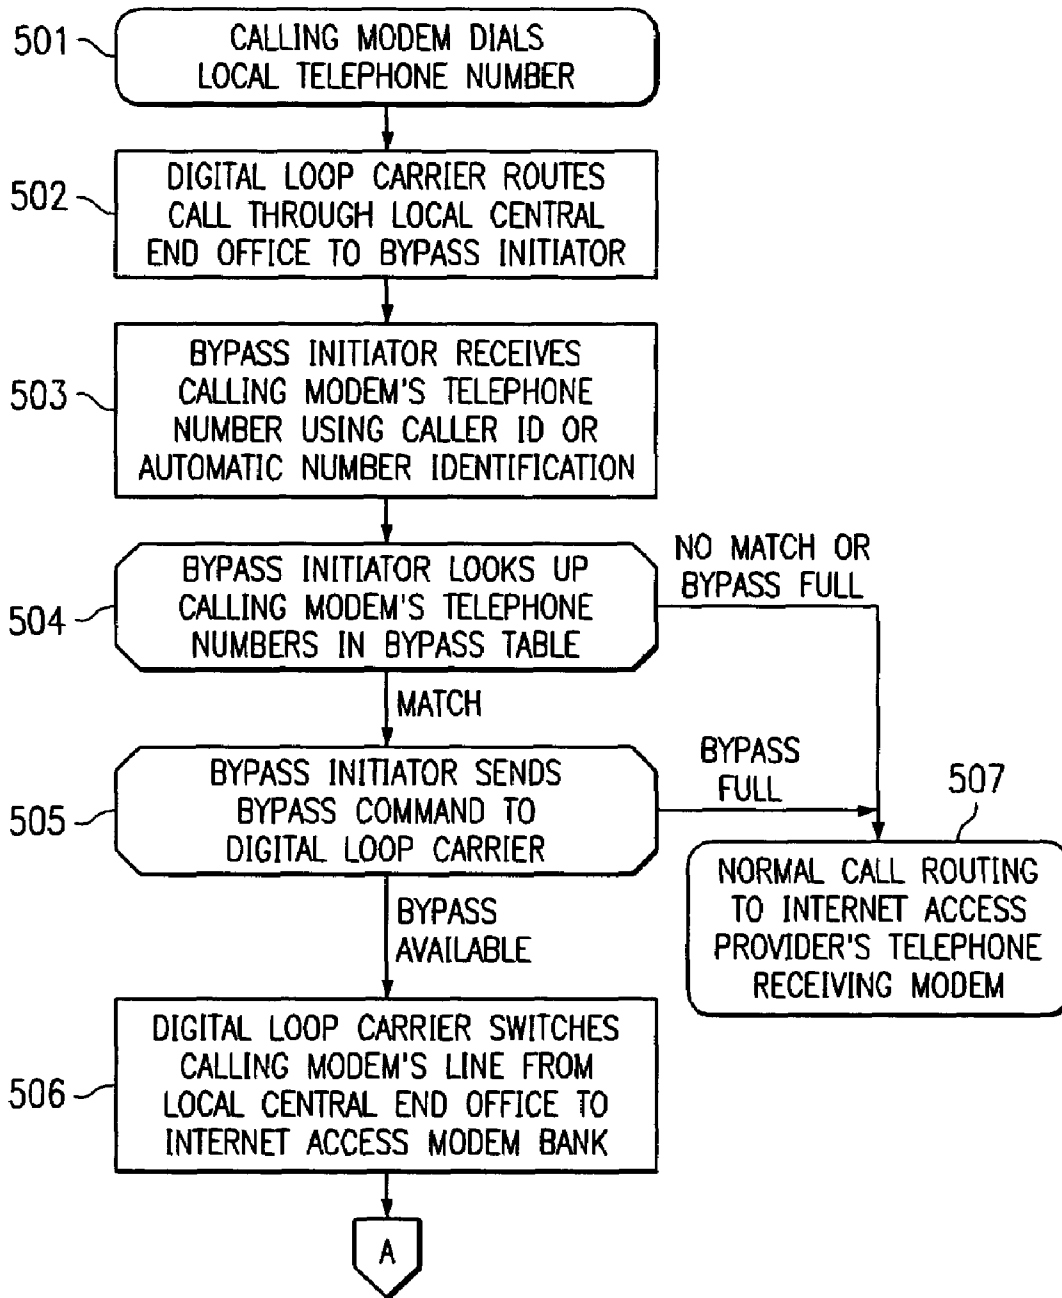 501
CALLING MODEM DIALS
LOCAL TELEPHONE NUMBER
502
DIGITAL LOOP CARRIER ROUTES
CALL THROUGH LOCAL CENTRAL
END OFFICE TO BYPASS INITIATOR
503
BYPASS INITIATOR RECEIVES
CALLING MODEM'S TELEPHONE
NUMBER USING CALLER ID OR
AUTOMATIC NUMBER IDENTIFICATION
504
BYPASS INITIATOR LOOKS UP
CALLING MODEM'S TELEPHONE
NUMBERS IN BYPASS TABLE
NO MATCH OR
BYPASS FULL
MATCH
505
BYPASS INITIATOR SENDS
BYPASS COMMAND TO
DIGITAL LOOP CARRIER
BYPASS
FULL
507
NORMAL CALL ROUTING
TO INTERNET ACCESS
PROVIDER'S TELEPHONE
RECEIVING MODEM
BYPASS
AVAILABLE
506
DIGITAL LOOP CARRIER SWITCHES
CALLING MODEM'S LINE FROM
LOCAL CENTRAL END OFFICE TO
INTERNET ACCESS MODEM BANK
A